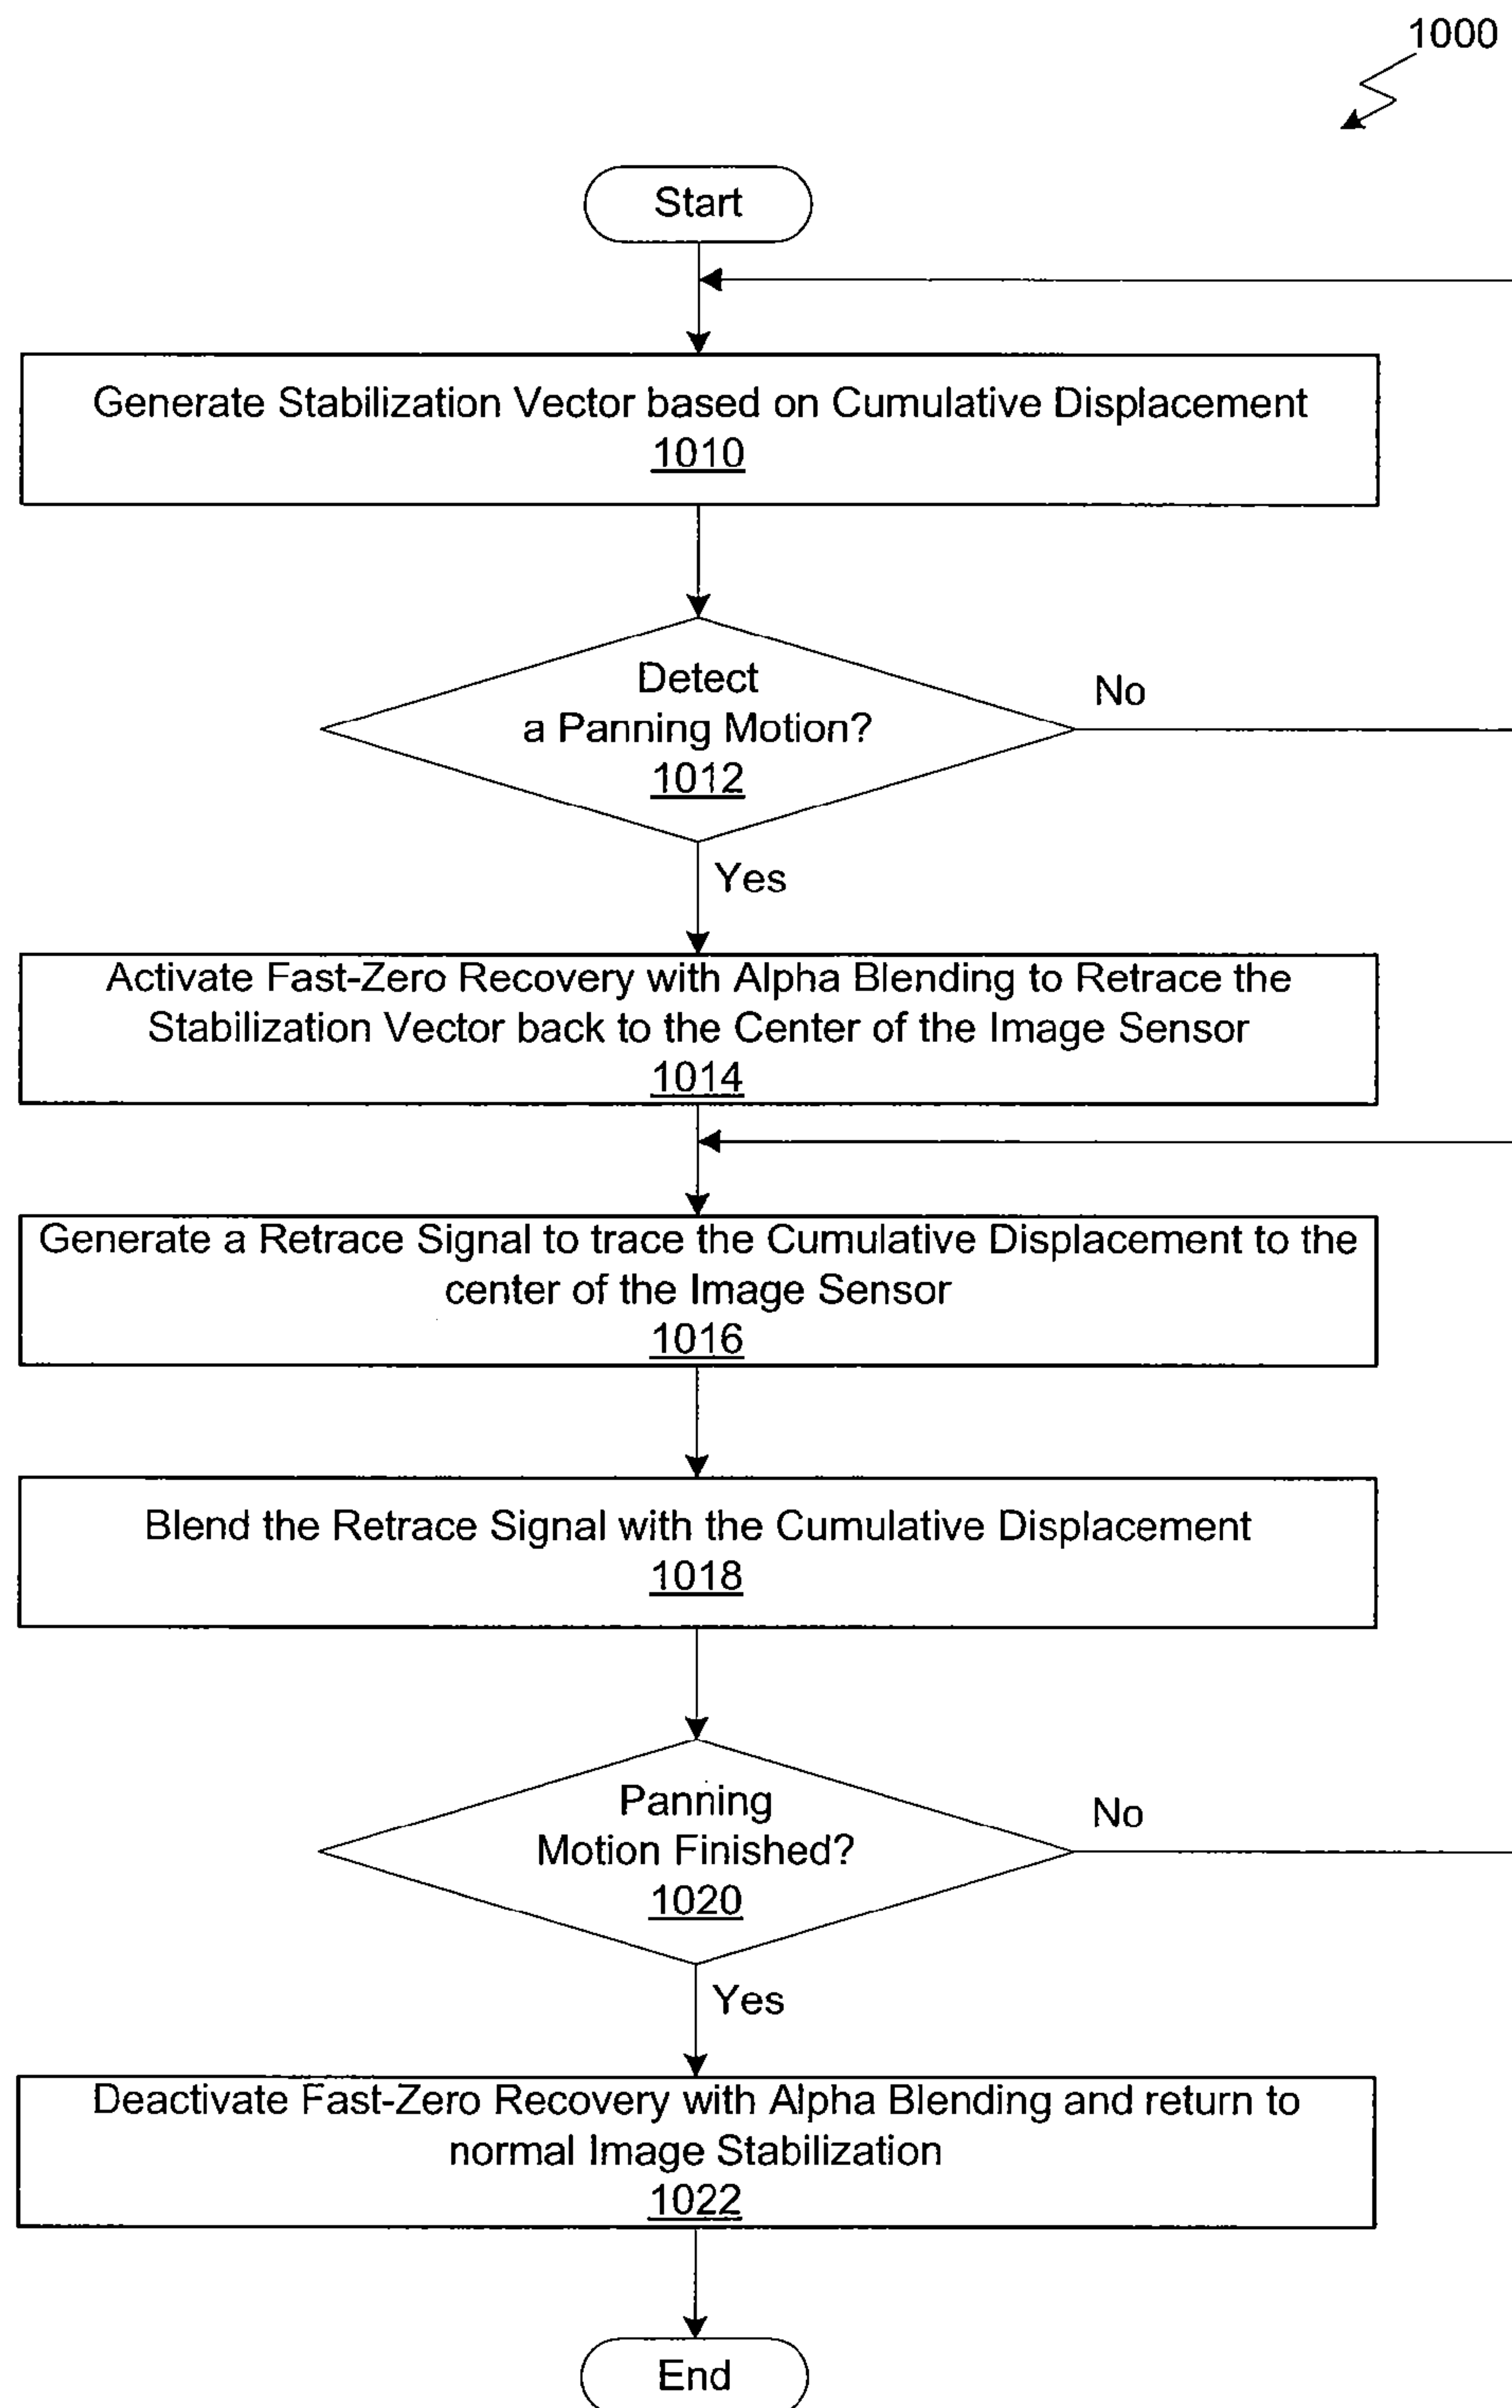 1000
Start
Generate Stabilization Vector based on Cumulative Displacement
1010
Detect
a Panning Motion?
1012
No
Yes
Activate Fast-Zero Recovery with Alpha Blending to Retrace the
Stabilization Vector back to the Center of the Image Sensor
1014
Generate a Retrace Signal to trace the Cumulative Displacement to the
center of the Image Sensor
1016
Blend the Retrace Signal with the Cumulative Displacement
1018
Panning
Motion Finished?
1020
No
Yes
Deactivate Fast-Zero Recovery with Alpha Blending and return to
normal Image Stabilization
1022
End